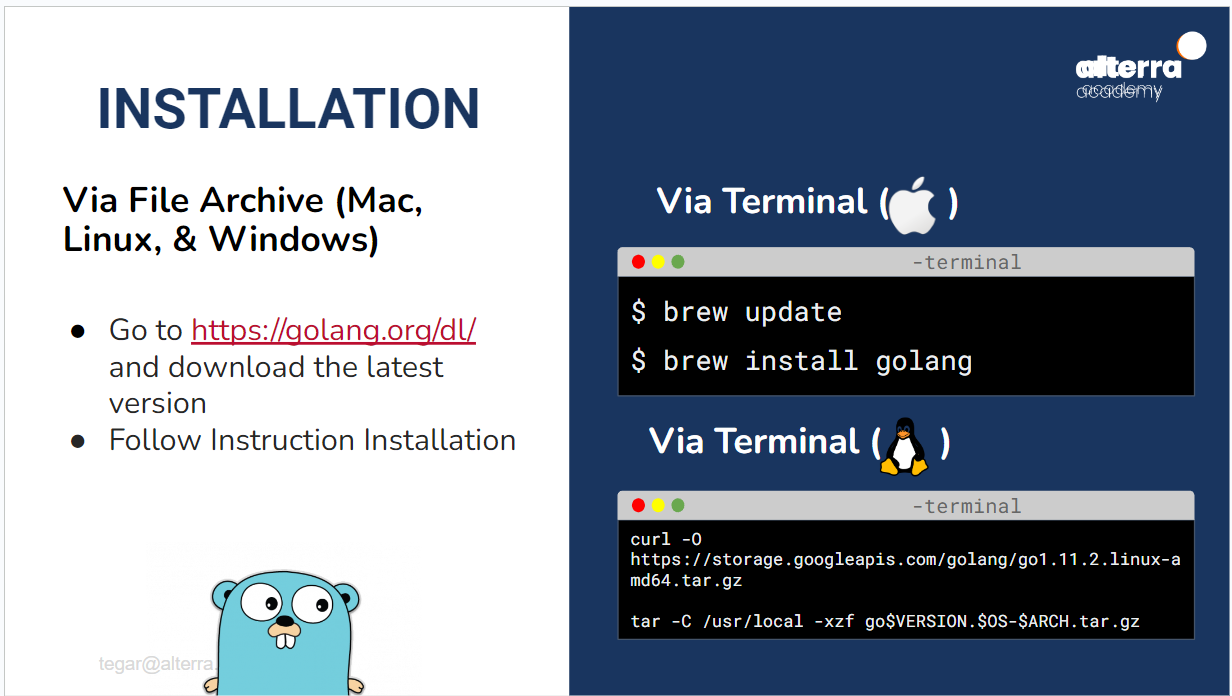 INSTALLATION
Via File Archive (Mac,
Linux, & Windows)
● Go to https://golang.org/dl/
and download the latest
version
● Follow Instruction Installation
tegar@alterra.
alterra
academy
Via Terminal ( )
-terminal
$ brew update
$ brew install golang
Via Terminal ( )
-terminal
curl -O
https://storage.googleapis.com/golang/go1.11.2.linux-a
md64.tar.gz
tar -C /usr/local -xzf go$VERSION.$OS-$ARCH.tar.gz